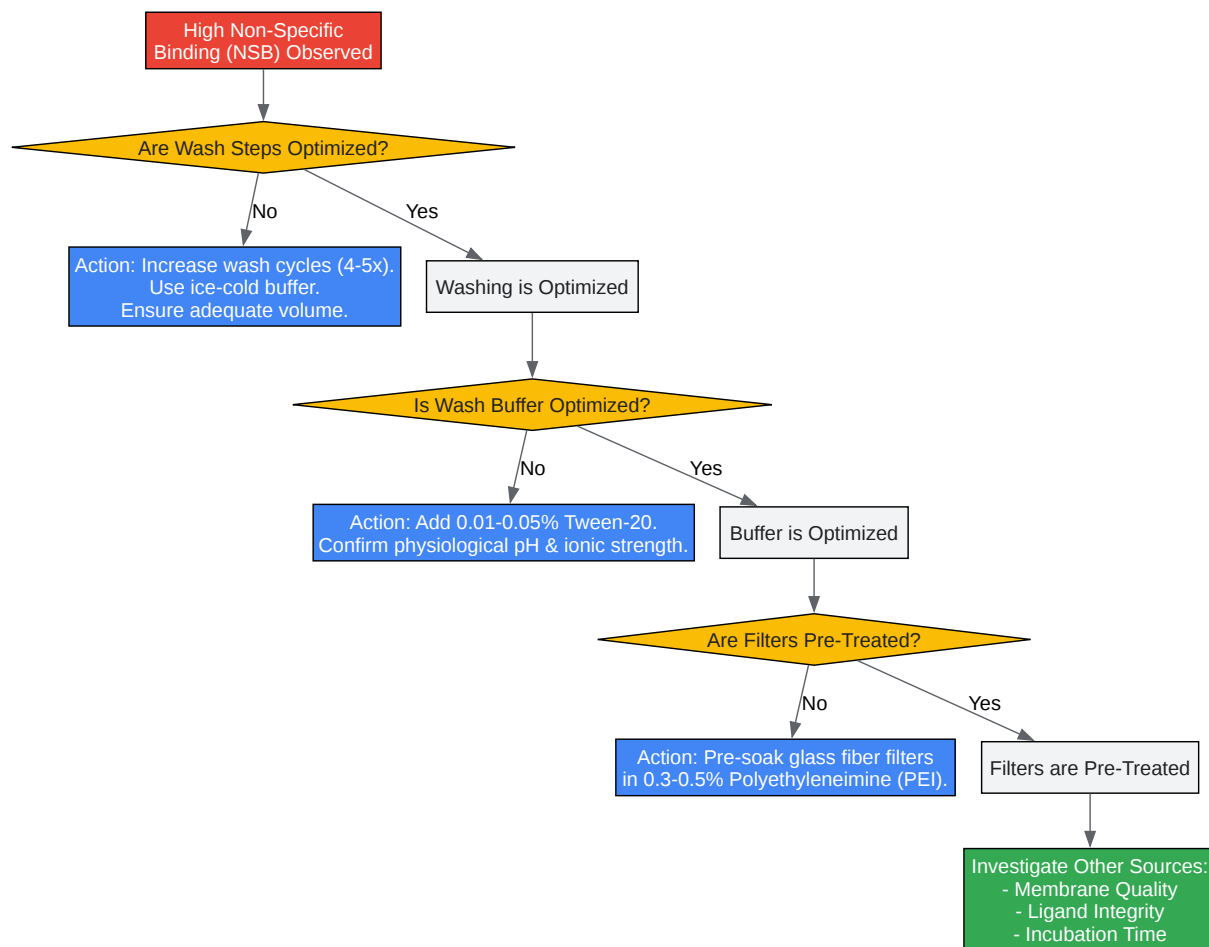 High Non-Specific
Binding (NSB) Observed
Are Wash Steps Optimized?
No
Yes
Action: Increase wash cycles (4-5x).
Use ice-cold buffer.
Ensure adequate volume.
Washing is Optimized
Is Wash Buffer Optimized?
No
Yes
Action: Add 0.01-0.05% Tween-20.
Confirm physiological pH & ionic strength.
Buffer is Optimized
Are Filters Pre-Treated?
No
Yes
Action: Pre-soak glass fiber filters
in 0.3-0.5% Polyethyleneimine (PEI).
Filters are Pre-Treated
Investigate Other Sources:
- Membrane Quality
- Ligand Integrity
- Incubation Time